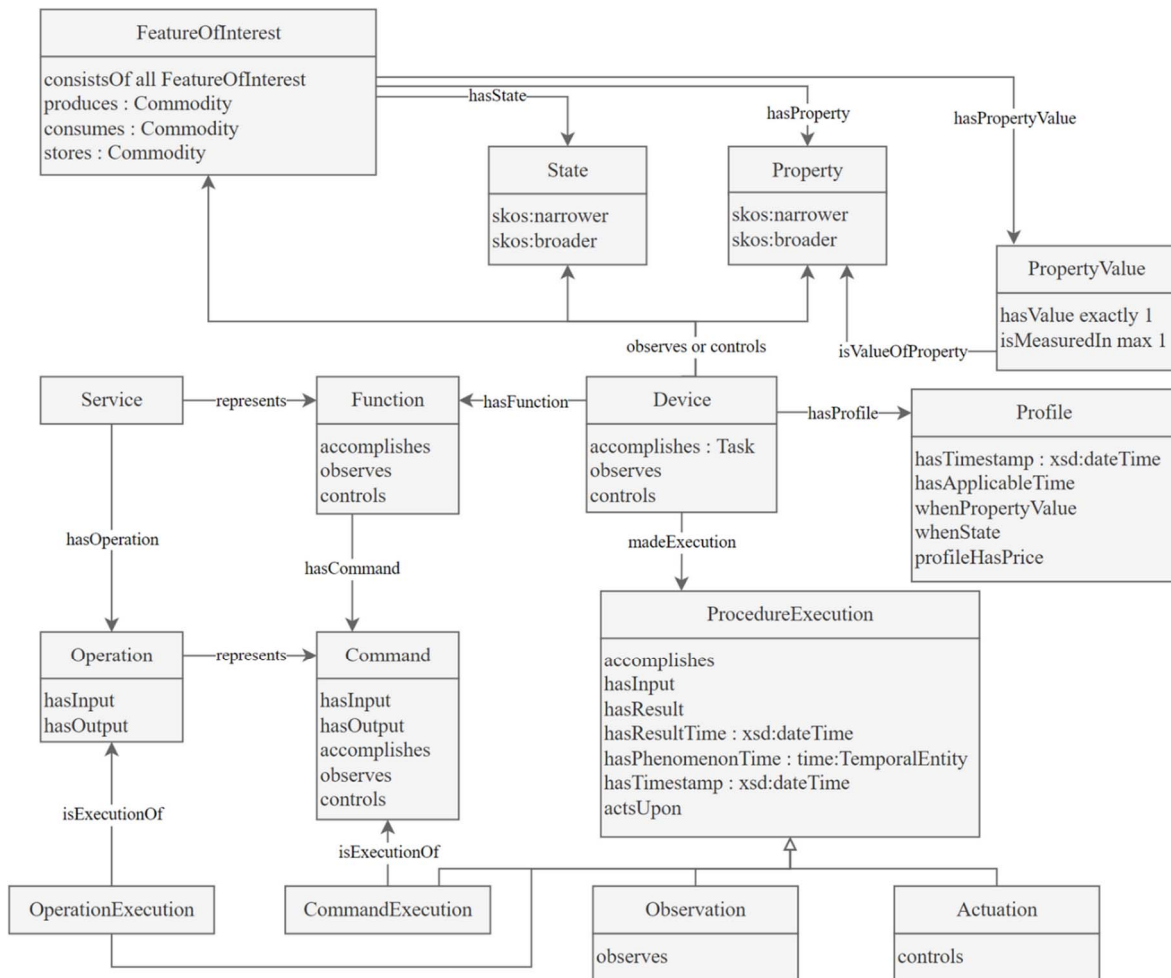 FeatureOfInterest
consistsOf all FeatureOfInterest
produces : Commodity
consumes : Commodity
stores : Commodity
hasState
hasProperty
hasPropertyValue
State
skos:narrower
skos:broader
Property
skos:narrower
skos:broader
PropertyValue
hasValue exactly 1
isMeasuredIn max 1
observes or controls
isValueOfProperty
Service
represents
Function
accomplishes
observes
controls
hasFunction
Device
accomplishes : Task
observes
controls
hasProfile
Profile
hasTimestamp : xsd:dateTime
hasApplicableTime
whenPropertyValue
whenState
profileHasPrice
hasOperation
hasCommand
madeExecution
Operation
hasInput
hasOutput
represents
Command
hasInput
hasOutput
accomplishes
observes
controls
ProcedureExecution
accomplishes
hasInput
hasResult
hasResultTime : xsd:dateTime
hasPhenomenonTime : time:TemporalEntity
hasTimestamp : xsd:dateTime
actsUpon
isExecutionOf
isExecutionOf
OperationExecution
CommandExecution
Observation
observes
Actuation
controls